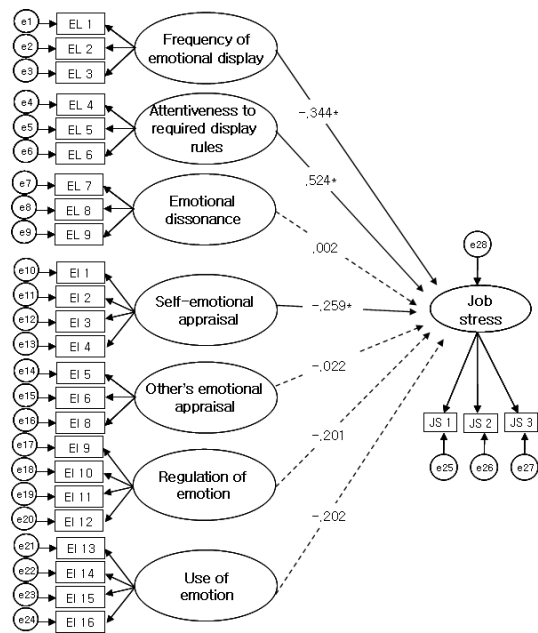 e1 EL 1
e2 EL 2
e3 EL 3
Frequency of
emotional display
-.344*
e4 EL 4
e5 EL 5
e6 EL 6
Attentiveness to
required display
rules
.524*
e7 EL 7
e8 EL 8
e9 EL 9
Emotional
dissonance
.002
e10 EI 1
e11 EI 2
e12 EI 3
e13 EI 4
Self-emotional
appraisal
-.259*
e14 EI 5
e15 EI 6
e16 EI 8
Other's emotional
appraisal
-.022
e17 EI 9
e18 EI 10
e19 EI 11
e20 EI 12
Regulation of
emotion
-.201
e21 EI 13
e22 EI 14
e23 EI 15
e24 EI 16
Use of
emotion
-.202
e28
Job
stress
JS 1 JS 2 JS 3
e25 e26 e27